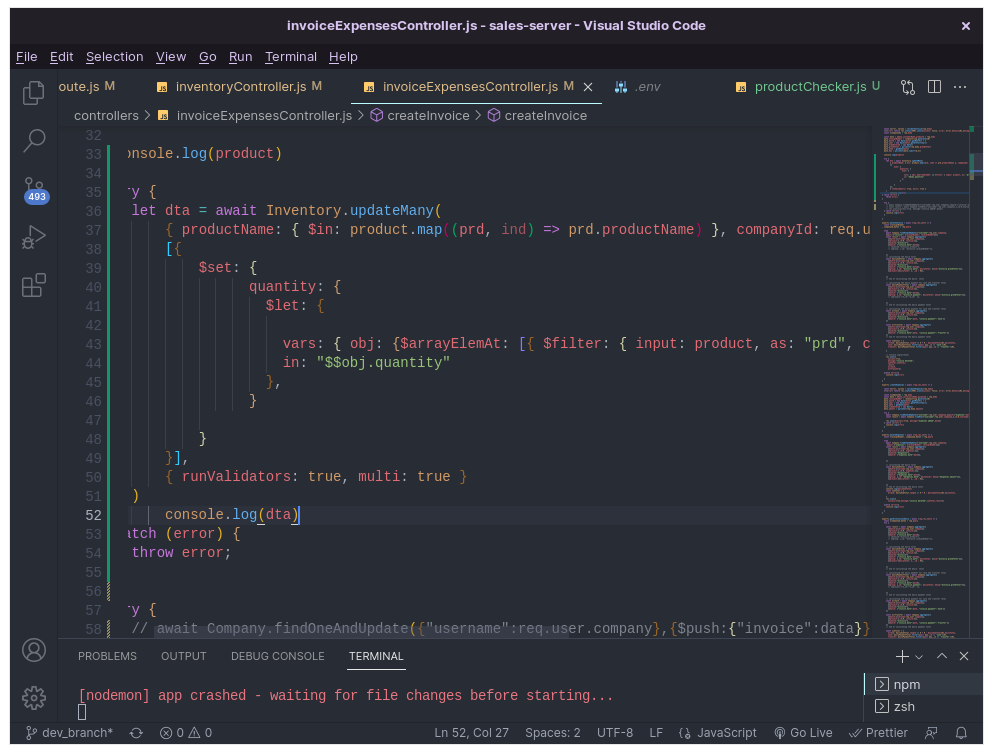 invoiceExpensesController.js - sales-server - Visual Studio Code
File Edit Selection View Go Run Terminal Help
oute.js M inventoryController.js M invoiceExpensesController.js M .env productChecker.js U
controllers > invoiceExpensesController.js > createInvoice > createInvoice
32
33 onsole.log(product)
34
35 ry {
36 let dta = await Inventory.updateMany(
37 { productName: { $in: product.map((prd, ind) => prd.productName) }, companyId: req.u
38 [{
39 $set: {
40 quantity: {
41 $let: {
42
43 vars: { obj: {$arrayElemAt: [{ $filter: { input: product, as: "prd", c
44 in: "$$obj.quantity"
45 },
46 }
47
48 }
49 }],
50 { runValidators: true, multi: true }
51 )
52 console.log(dta)
53 atch (error) {
54 throw error;
55
56
57 ry {
58 // await Company.findOneAndUpdate({"username":req.user.company},{$push:{"invoice":data}}
493
PROBLEMS OUTPUT DEBUG CONSOLE TERMINAL
[nodemon] app crashed - waiting for file changes before starting...
npm
zsh
dev_branch* 0 0 Ln 52, Col 27 Spaces: 2 UTF-8 LF JavaScript Go Live Prettier